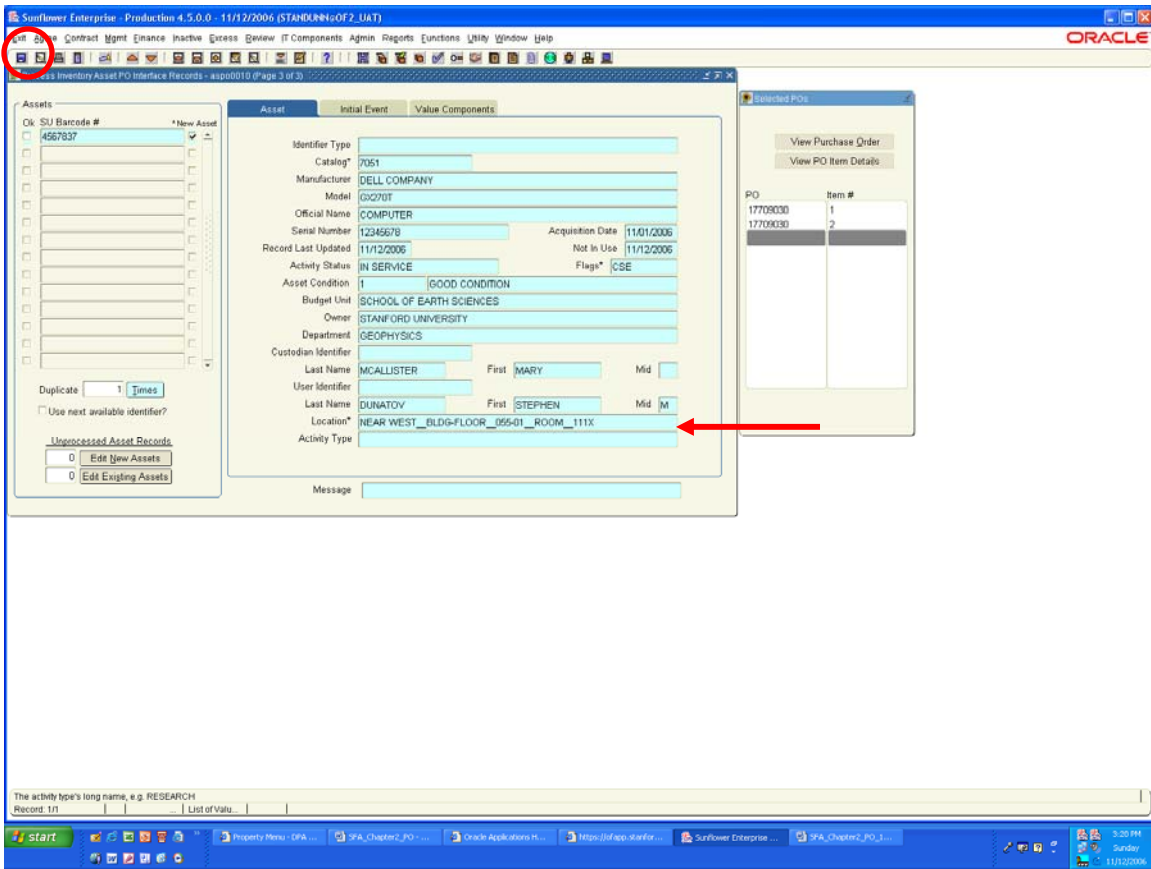 Sunflower Enterprise - Production 4.5.0.0 - 11/12/2006 (STANDUNN@OF2_UAT)
Exit Agree Contract Mgmt Finance Inactive Excess Review IT Components Admin Reports Functions Utility Window Help
ORACLE
Process Inventory Asset PO Interface Records - aspo0010 (Page 3 of 3)
Assets
Ok SU Barcode # *New Asset
4567837
Duplicate 1 Times
Use next available identifier?
Unprocessed Asset Records
0 Edit New Assets
0 Edit Existing Assets
Asset Initial Event Value Components
Identifier Type
Catalog* 7051
Manufacturer DELL COMPANY
Model GX270T
Official Name COMPUTER
Serial Number 12345678 Acquisition Date 11/01/2006
Record Last Updated 11/12/2006 Not In Use 11/12/2006
Activity Status IN SERVICE Flags* CSE
Asset Condition 1 GOOD CONDITION
Budget Unit SCHOOL OF EARTH SCIENCES
Owner STANFORD UNIVERSITY
Department GEOPHYSICS
Custodian Identifier
Last Name MCALLISTER First MARY Mid
User Identifier
Last Name DUNATOV First STEPHEN Mid M
Location* NEAR WEST__BLDG-FLOOR__055-01__ROOM__111X
Activity Type
Message
Selected POs
View Purchase Order
View PO Item Details
PO Item #
17709030 1
17709030 2
The activity type's long name, e.g. RESEARCH
Record: 1/1 ... List of Valu...
start Property Menu - DPA ... SFA_Chapter2_PO - ... Oracle Applications H... https://ofapp.stanfor... Sunflower Enterprise ... SFA_Chapter2_PO_1...
3:20 PM
Sunday
11/12/2006